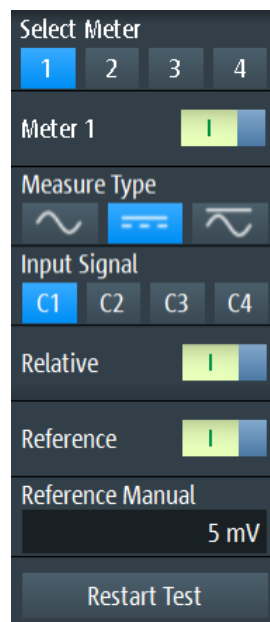 Select Meter
1 2 3 4
Meter 1 I
Measure Type
Input Signal
C1 C2 C3 C4
Relative I
Reference I
Reference Manual
5 mV
Restart Test